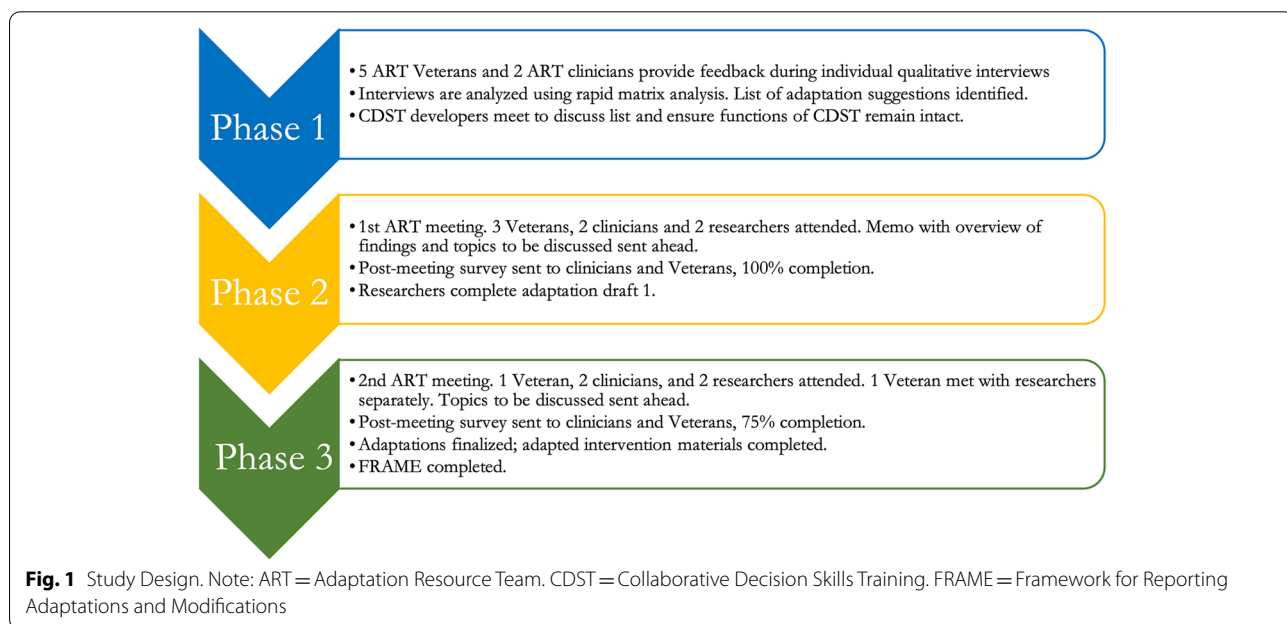 Phase 1
• 5 ART Veterans and 2 ART clinicians provide feedback during individual qualitative interviews
• Interviews are analyzed using rapid matrix analysis. List of adaptation suggestions identified.
• CDST developers meet to discuss list and ensure functions of CDST remain intact.
Phase 2
• 1st ART meeting. 3 Veterans, 2 clinicians and 2 researchers attended. Memo with overview of
findings and topics to be discussed sent ahead.
• Post-meeting survey sent to clinicians and Veterans, 100% completion.
• Researchers complete adaptation draft 1.
Phase 3
• 2nd ART meeting. 1 Veteran, 2 clinicians, and 2 researchers attended. 1 Veteran met with researchers
separately. Topics to be discussed sent ahead.
• Post-meeting survey sent to clinicians and Veterans, 75% completion.
• Adaptations finalized; adapted intervention materials completed.
• FRAME completed.
Fig. 1 Study Design. Note: ART = Adaptation Resource Team. CDST = Collaborative Decision Skills Training. FRAME = Framework for Reporting
Adaptations and Modifications